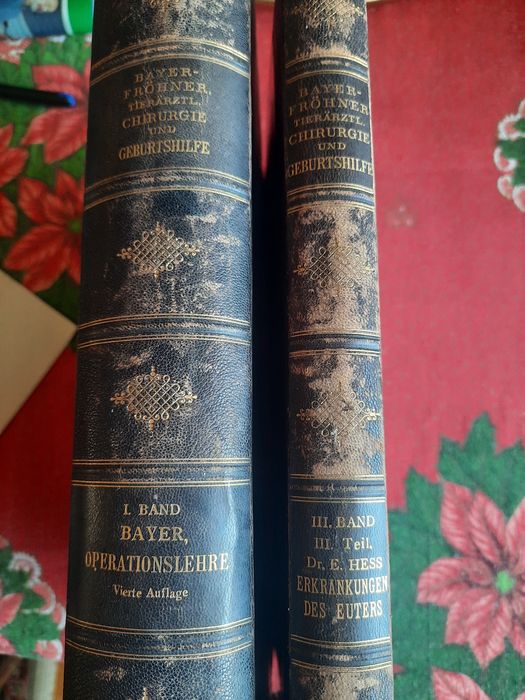 BAYER-
FRÖHNER,
TIERÄRZTL.
CHIRURGIE
UND
GEBURTSHILFE
I. BAND
BAYER,
OPERATIONSLEHRE
Vierte Auflage
BAYER-
FRÖHNER,
TIERÄRZTL.
CHIRURGIE
UND
GEBURTSHILFE
III. BAND
III. Teil.
Dr. E. HESS
ERKRANKUNGEN
DES EUTERS